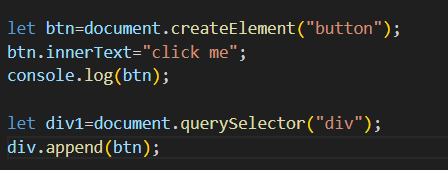 let btn=document.createElement("button");
btn.innerText="click me";
console.log(btn);
let div1=document.querySelector("div");
div.append(btn);